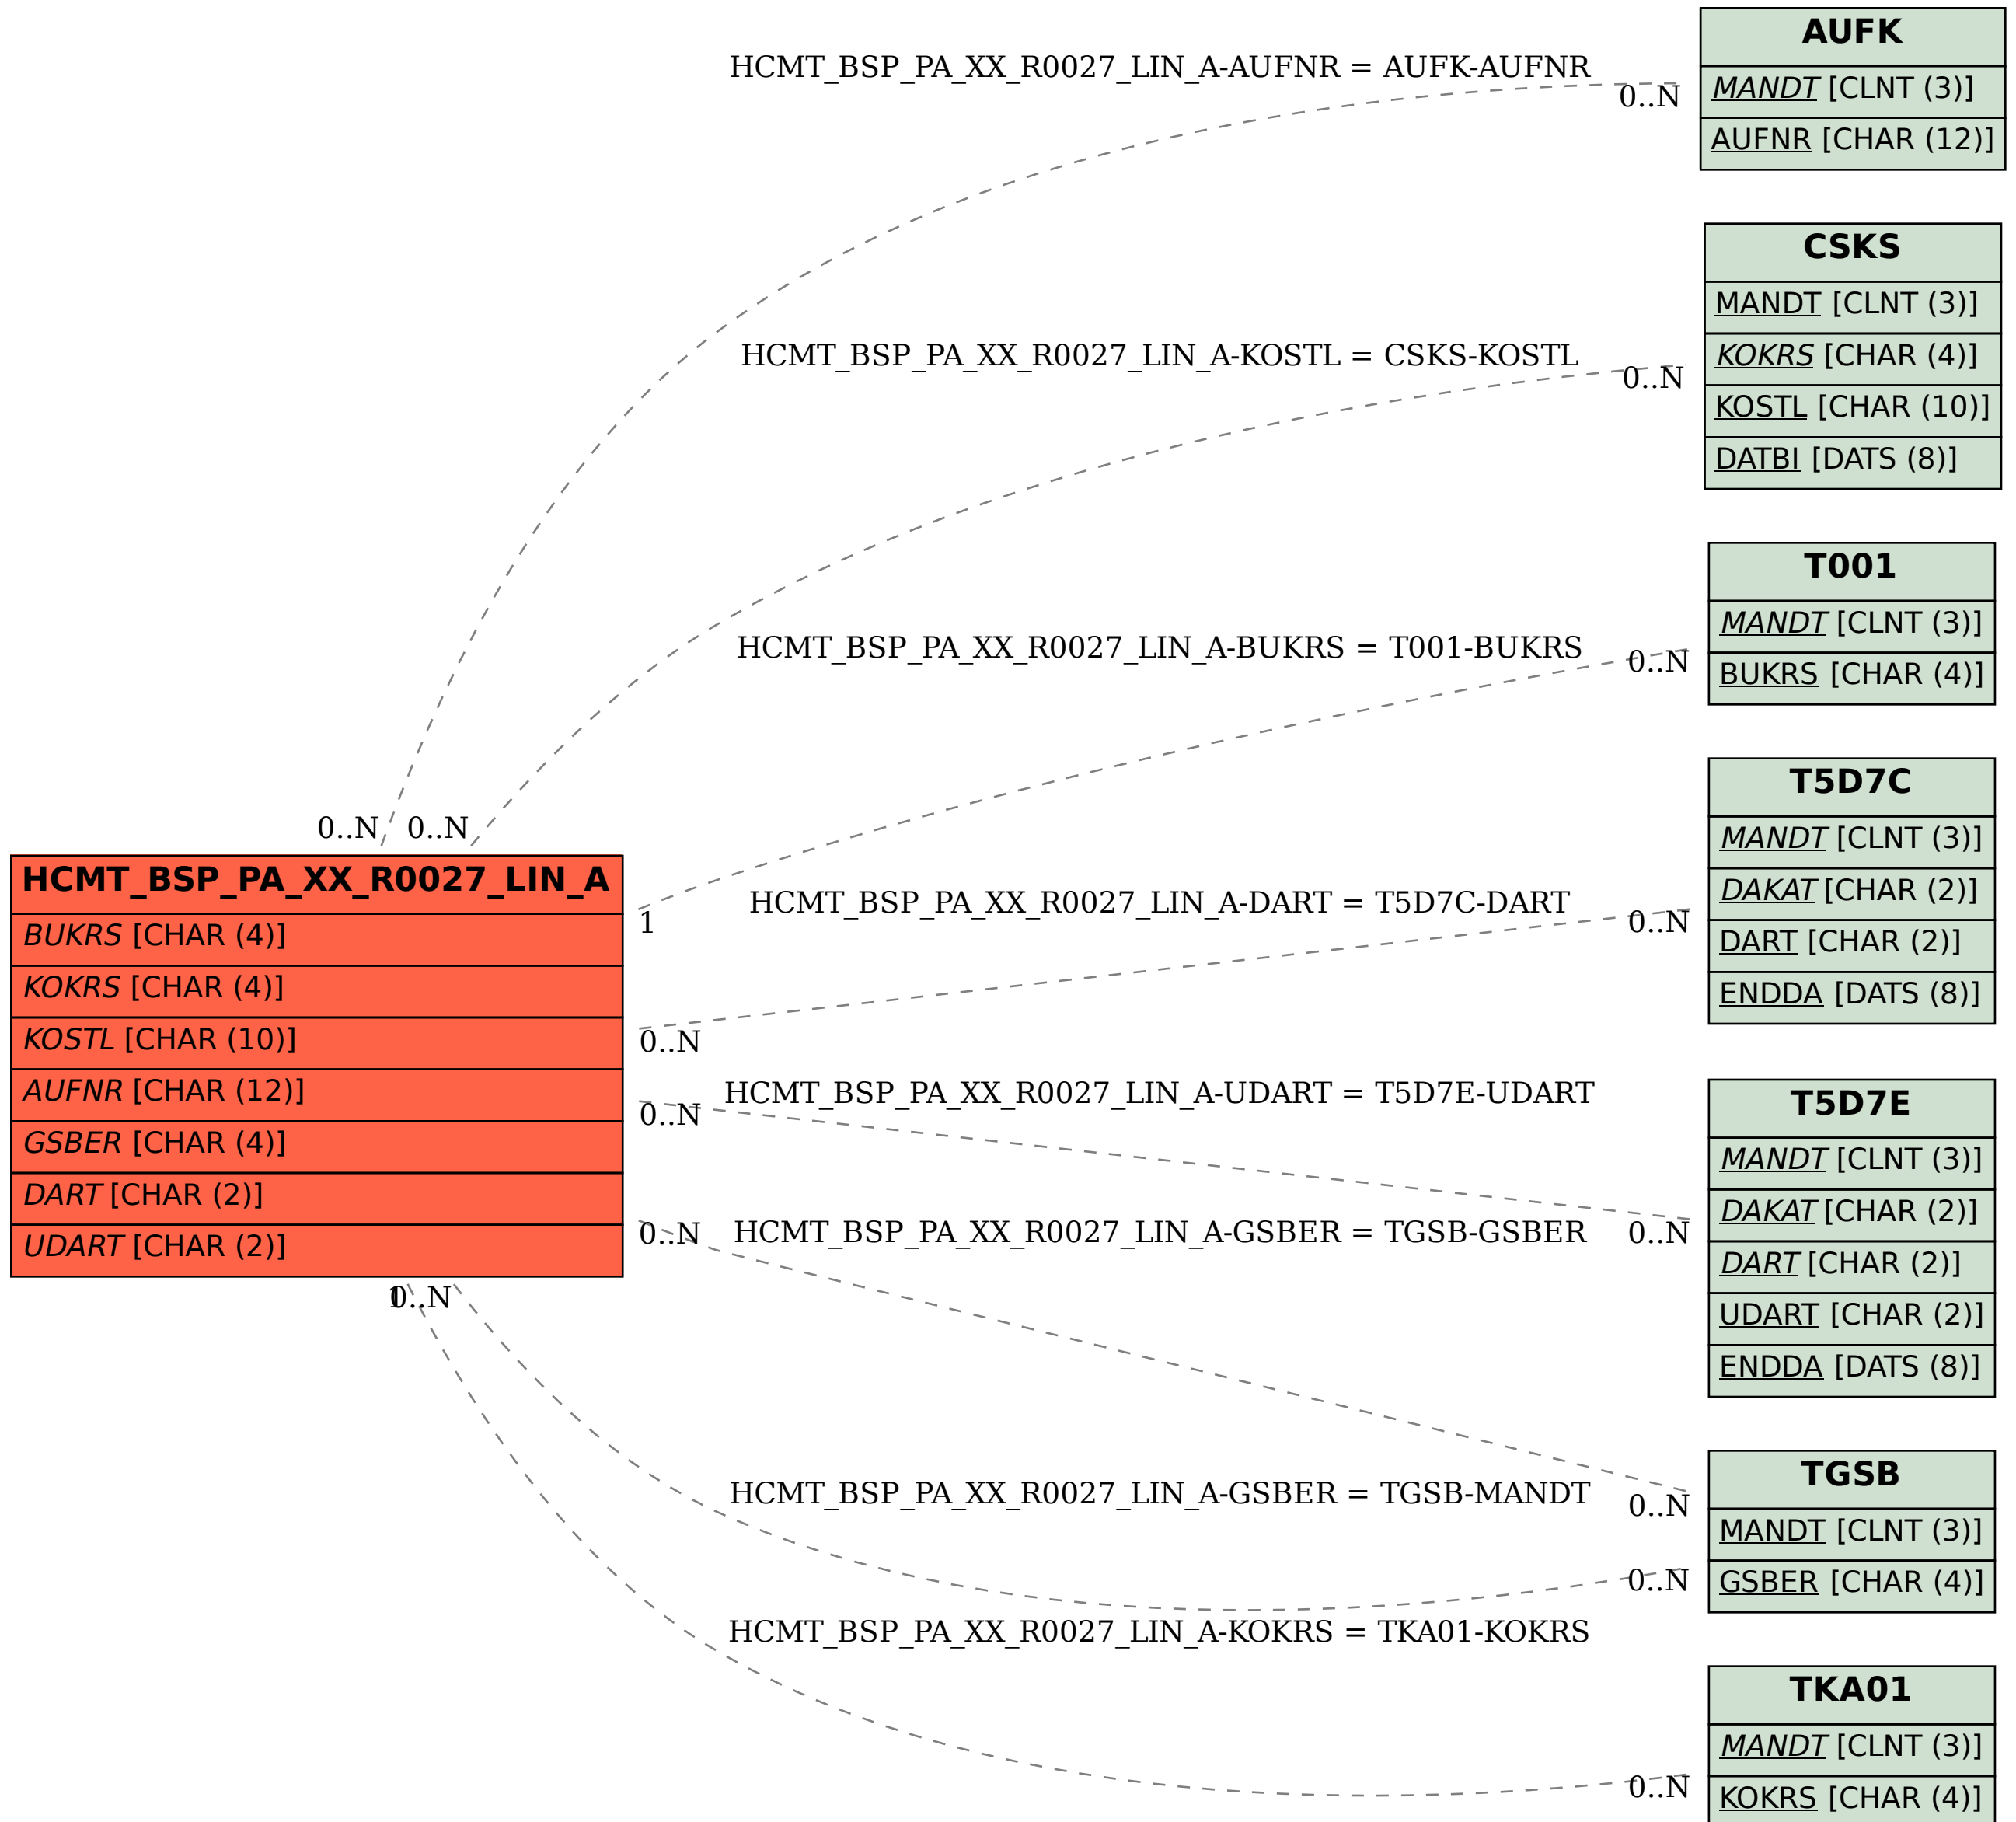 AUFK
MANDT [CLNT (3)]
AUFNR [CHAR (12)]
HCMT_BSP_PA_XX_R0027_LIN_A-AUFNR = AUFK-AUFNR
0..N
0..N
CSKS
MANDT [CLNT (3)]
KOKRS [CHAR (4)]
KOSTL [CHAR (10)]
DATBI [DATS (8)]
HCMT_BSP_PA_XX_R0027_LIN_A-KOSTL = CSKS-KOSTL
0..N
0..N
T001
MANDT [CLNT (3)]
BUKRS [CHAR (4)]
HCMT_BSP_PA_XX_R0027_LIN_A-BUKRS = T001-BUKRS
0..N
1
HCMT_BSP_PA_XX_R0027_LIN_A
BUKRS [CHAR (4)]
KOKRS [CHAR (4)]
KOSTL [CHAR (10)]
AUFNR [CHAR (12)]
GSBER [CHAR (4)]
DART [CHAR (2)]
UDART [CHAR (2)]
T5D7C
MANDT [CLNT (3)]
DAKAT [CHAR (2)]
DART [CHAR (2)]
ENDDA [DATS (8)]
HCMT_BSP_PA_XX_R0027_LIN_A-DART = T5D7C-DART
0..N
0..N
T5D7E
MANDT [CLNT (3)]
DAKAT [CHAR (2)]
DART [CHAR (2)]
UDART [CHAR (2)]
ENDDA [DATS (8)]
HCMT_BSP_PA_XX_R0027_LIN_A-UDART = T5D7E-UDART
0..N
0..N
HCMT_BSP_PA_XX_R0027_LIN_A-GSBER = TGSB-GSBER
0..N
0..N
TGSB
MANDT [CLNT (3)]
GSBER [CHAR (4)]
HCMT_BSP_PA_XX_R0027_LIN_A-GSBER = TGSB-MANDT
0..N
0..N
HCMT_BSP_PA_XX_R0027_LIN_A-KOKRS = TKA01-KOKRS
1
0..N
TKA01
MANDT [CLNT (3)]
KOKRS [CHAR (4)]